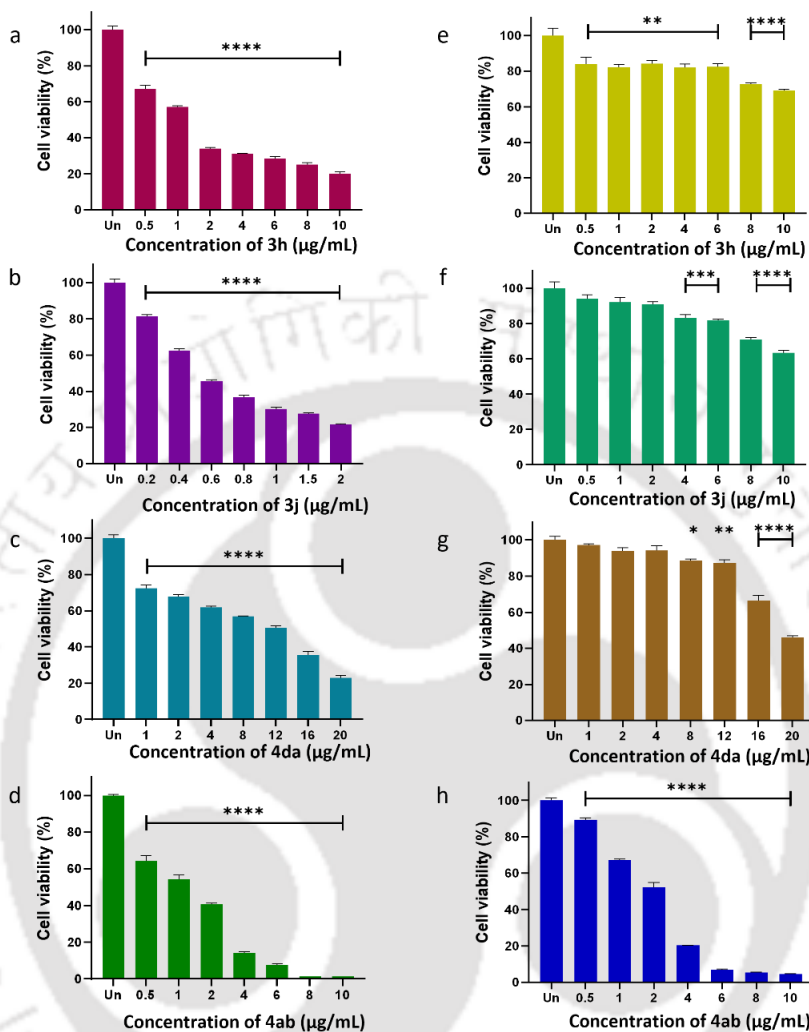 a
Cell viability (%)
****
100
80
60
40
20
0
Un 0.5 1 2 4 6 8 10
Concentration of 3h (µg/mL)
e
Cell viability (%)
** ****
100
80
60
40
20
0
Un 0.5 1 2 4 6 8 10
Concentration of 3h (µg/mL)
b
Cell viability (%)
****
100
80
60
40
20
0
Un 0.2 0.4 0.6 0.8 1 1.5 2
Concentration of 3j (µg/mL)
f
Cell viability (%)
*** ****
100
80
60
40
20
0
Un 0.5 1 2 4 6 8 10
Concentration of 3j (µg/mL)
c
Cell viability (%)
****
100
80
60
40
20
0
Un 1 2 4 8 12 16 20
Concentration of 4da (µg/mL)
g
Cell viability (%)
* ** ****
100
80
60
40
20
0
Un 1 2 4 8 12 16 20
Concentration of 4da (µg/mL)
d
Cell viability (%)
****
100
80
60
40
20
0
Un 0.5 1 2 4 6 8 10
Concentration of 4ab (µg/mL)
h
Cell viability (%)
****
100
80
60
40
20
0
Un 0.5 1 2 4 6 8 10
Concentration of 4ab (µg/mL)